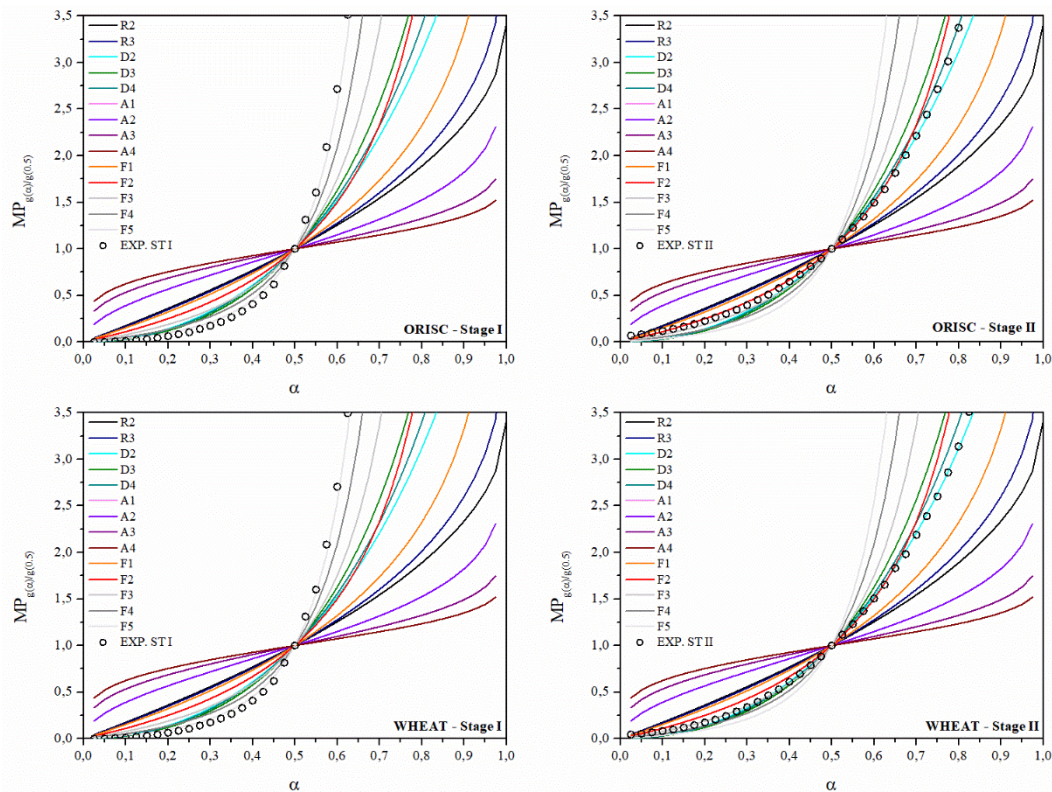 3,5
3,0
2,5
2,0
1,5
1,0
0,5
0,0
MP g(α)/g(0.5)
R2
R3
D2
D3
D4
A1
A2
A3
A4
F1
F2
F3
F4
F5
EXP. ST I
ORISC - Stage I
0,0 0,1 0,2 0,3 0,4 0,5 0,6 0,7 0,8 0,9 1,0
α
3,5
3,0
2,5
2,0
1,5
1,0
0,5
0,0
MP g(α)/g(0.5)
R2
R3
D2
D3
D4
A1
A2
A3
A4
F1
F2
F3
F4
F5
EXP. ST II
ORISC - Stage II
0,0 0,1 0,2 0,3 0,4 0,5 0,6 0,7 0,8 0,9 1,0
α
3,5
3,0
2,5
2,0
1,5
1,0
0,5
0,0
MP g(α)/g(0.5)
R2
R3
D2
D3
D4
A1
A2
A3
A4
F1
F2
F3
F4
F5
EXP. ST I
WHEAT - Stage I
0,0 0,1 0,2 0,3 0,4 0,5 0,6 0,7 0,8 0,9 1,0
α
3,5
3,0
2,5
2,0
1,5
1,0
0,5
0,0
MP g(α)/g(0.5)
R2
R3
D2
D3
D4
A1
A2
A3
A4
F1
F2
F3
F4
F5
EXP. ST II
WHEAT - Stage II
0,0 0,1 0,2 0,3 0,4 0,5 0,6 0,7 0,8 0,9 1,0
α